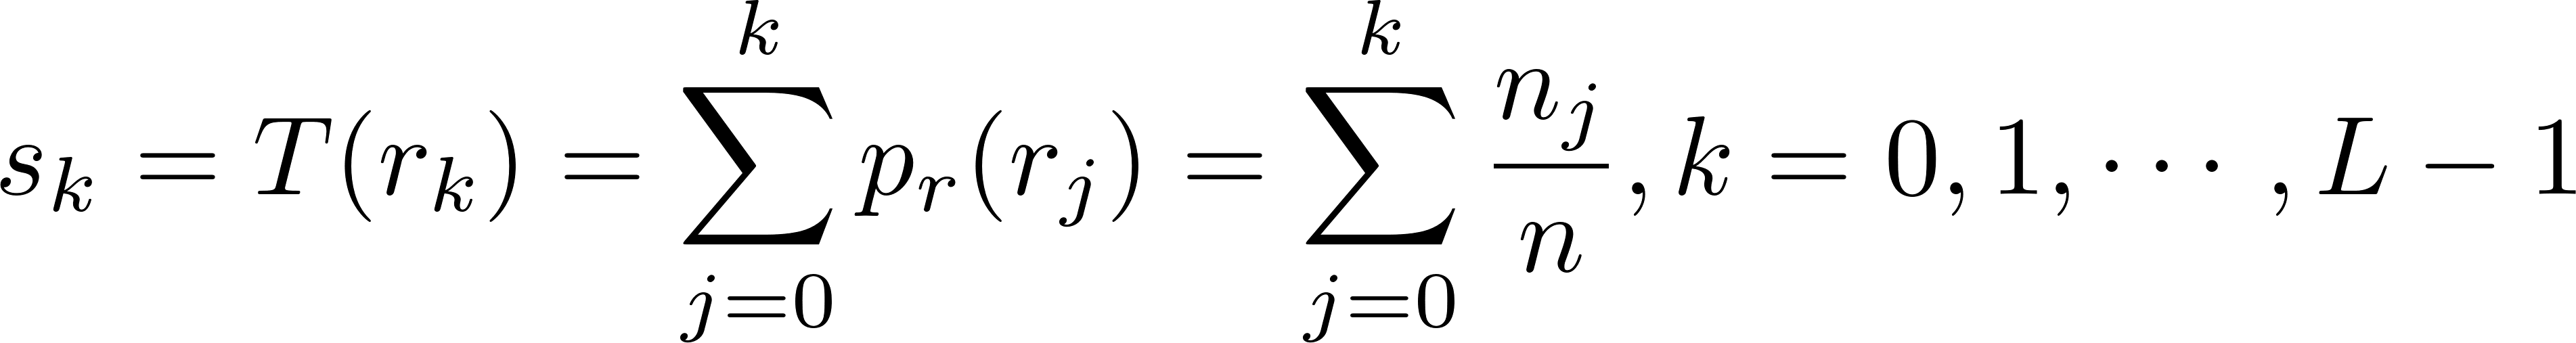 s_k = T(r_k) = \sum_{j=0}^{k} p_r(r_j) = \sum_{j=0}^{k} \frac{n_j}{n}, k = 0, 1, \cdots, L - 1